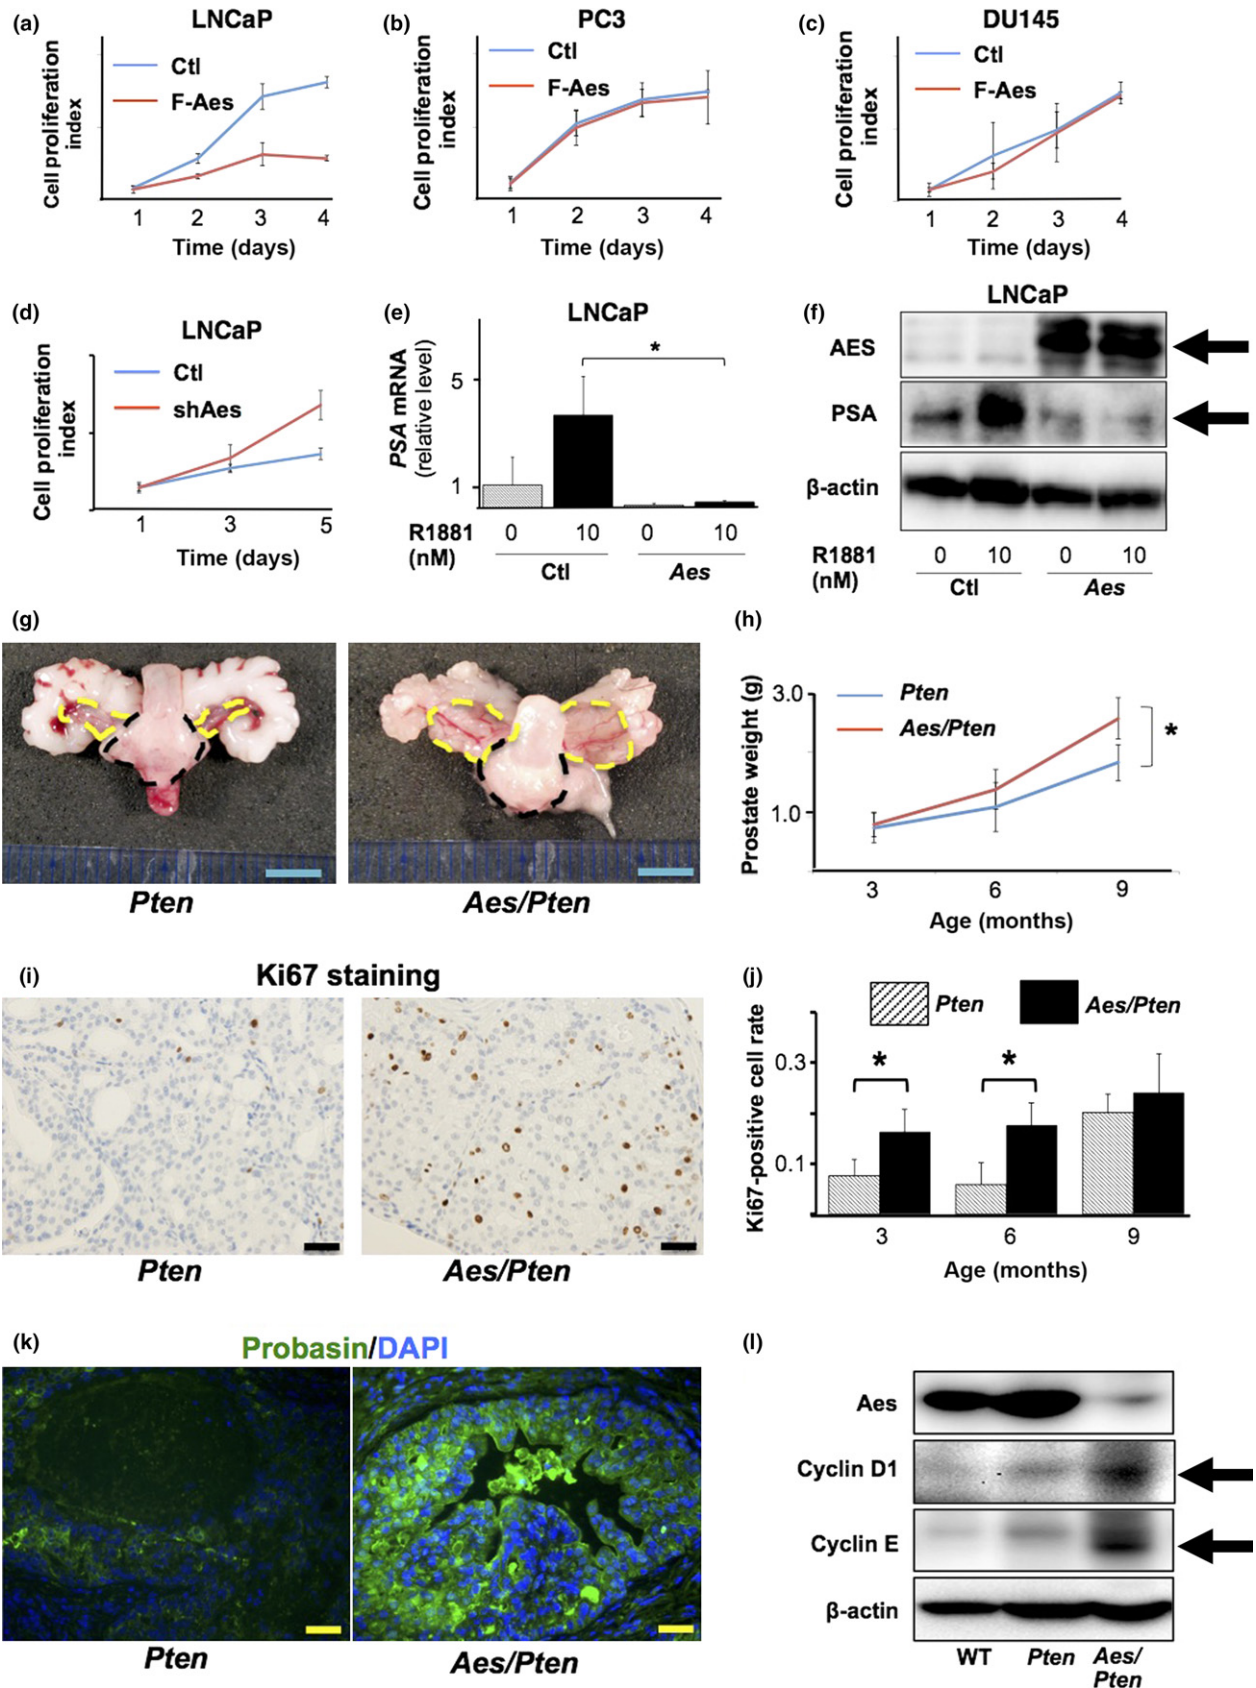 (a) LNCaP
Ctl
F-Aes
Cell proliferation
index
1 2 3 4
Time (days)
(b) PC3
Ctl
F-Aes
Cell proliferation
index
1 2 3 4
Time (days)
(c) DU145
Ctl
F-Aes
Cell proliferation
index
1 2 3 4
Time (days)
(d) LNCaP
Ctl
shAes
Cell proliferation
index
1 3 5
Time (days)
(e) LNCaP
*
PSA mRNA
(relative level)
5
1
R1881 0 10 0 10
(nM)
Ctl Aes
(f) LNCaP
AES
PSA
β-actin
R1881 0 10 0 10
(nM)
Ctl Aes
(g)
Pten Aes/Pten
(h)
Prostate weight (g)
3.0
1.0
Pten
Aes/Pten
*
3 6 9
Age (months)
(i) Ki67 staining
Pten Aes/Pten
(j)
Pten Aes/Pten
Ki67-positive cell rate
0.3
0.1
* *
3 6 9
Age (months)
(k) Probasin/DAPI
Pten Aes/Pten
(l)
Aes
Cyclin D1
Cyclin E
β-actin
WT Pten Aes/
Pten